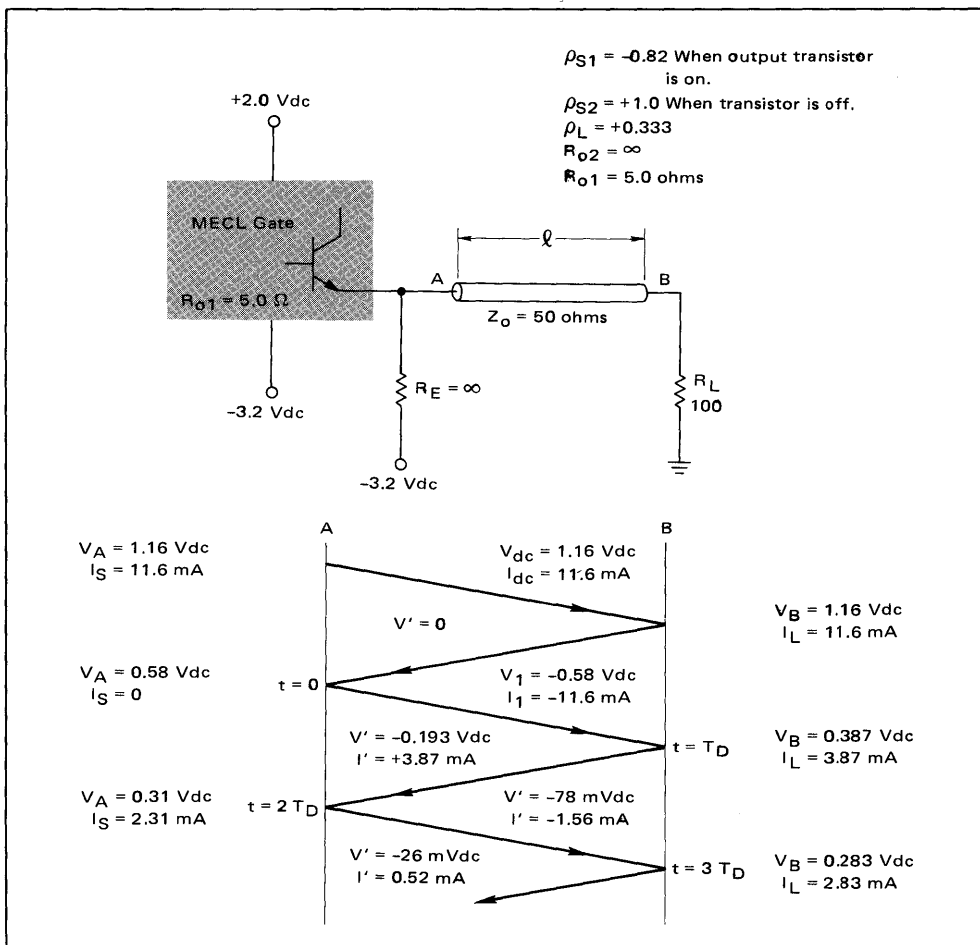 ρS1 = -0.82 When output transistor
is on.
ρS2 = +1.0 When transistor is off.
ρL = +0.333
Ro2 = ∞
Ro1 = 5.0 ohms
+2.0 Vdc
MECL Gate
Ro1 = 5.0 Ω
-3.2 Vdc
A
ℓ
B
Zo = 50 ohms
RE = ∞
-3.2 Vdc
RL
100
A
B
VA = 1.16 Vdc
IS = 11.6 mA
Vdc = 1.16 Vdc
Idc = 11.6 mA
V' = 0
VB = 1.16 Vdc
IL = 11.6 mA
VA = 0.58 Vdc
IS = 0
t = 0
V1 = -0.58 Vdc
I1 = -11.6 mA
V' = -0.193 Vdc
I' = +3.87 mA
t = TD
VB = 0.387 Vdc
IL = 3.87 mA
VA = 0.31 Vdc
IS = 2.31 mA
t = 2 TD
V' = -78 mVdc
I' = -1.56 mA
V' = -26 mVdc
I' = 0.52 mA
t = 3 TD
VB = 0.283 Vdc
IL = 2.83 mA